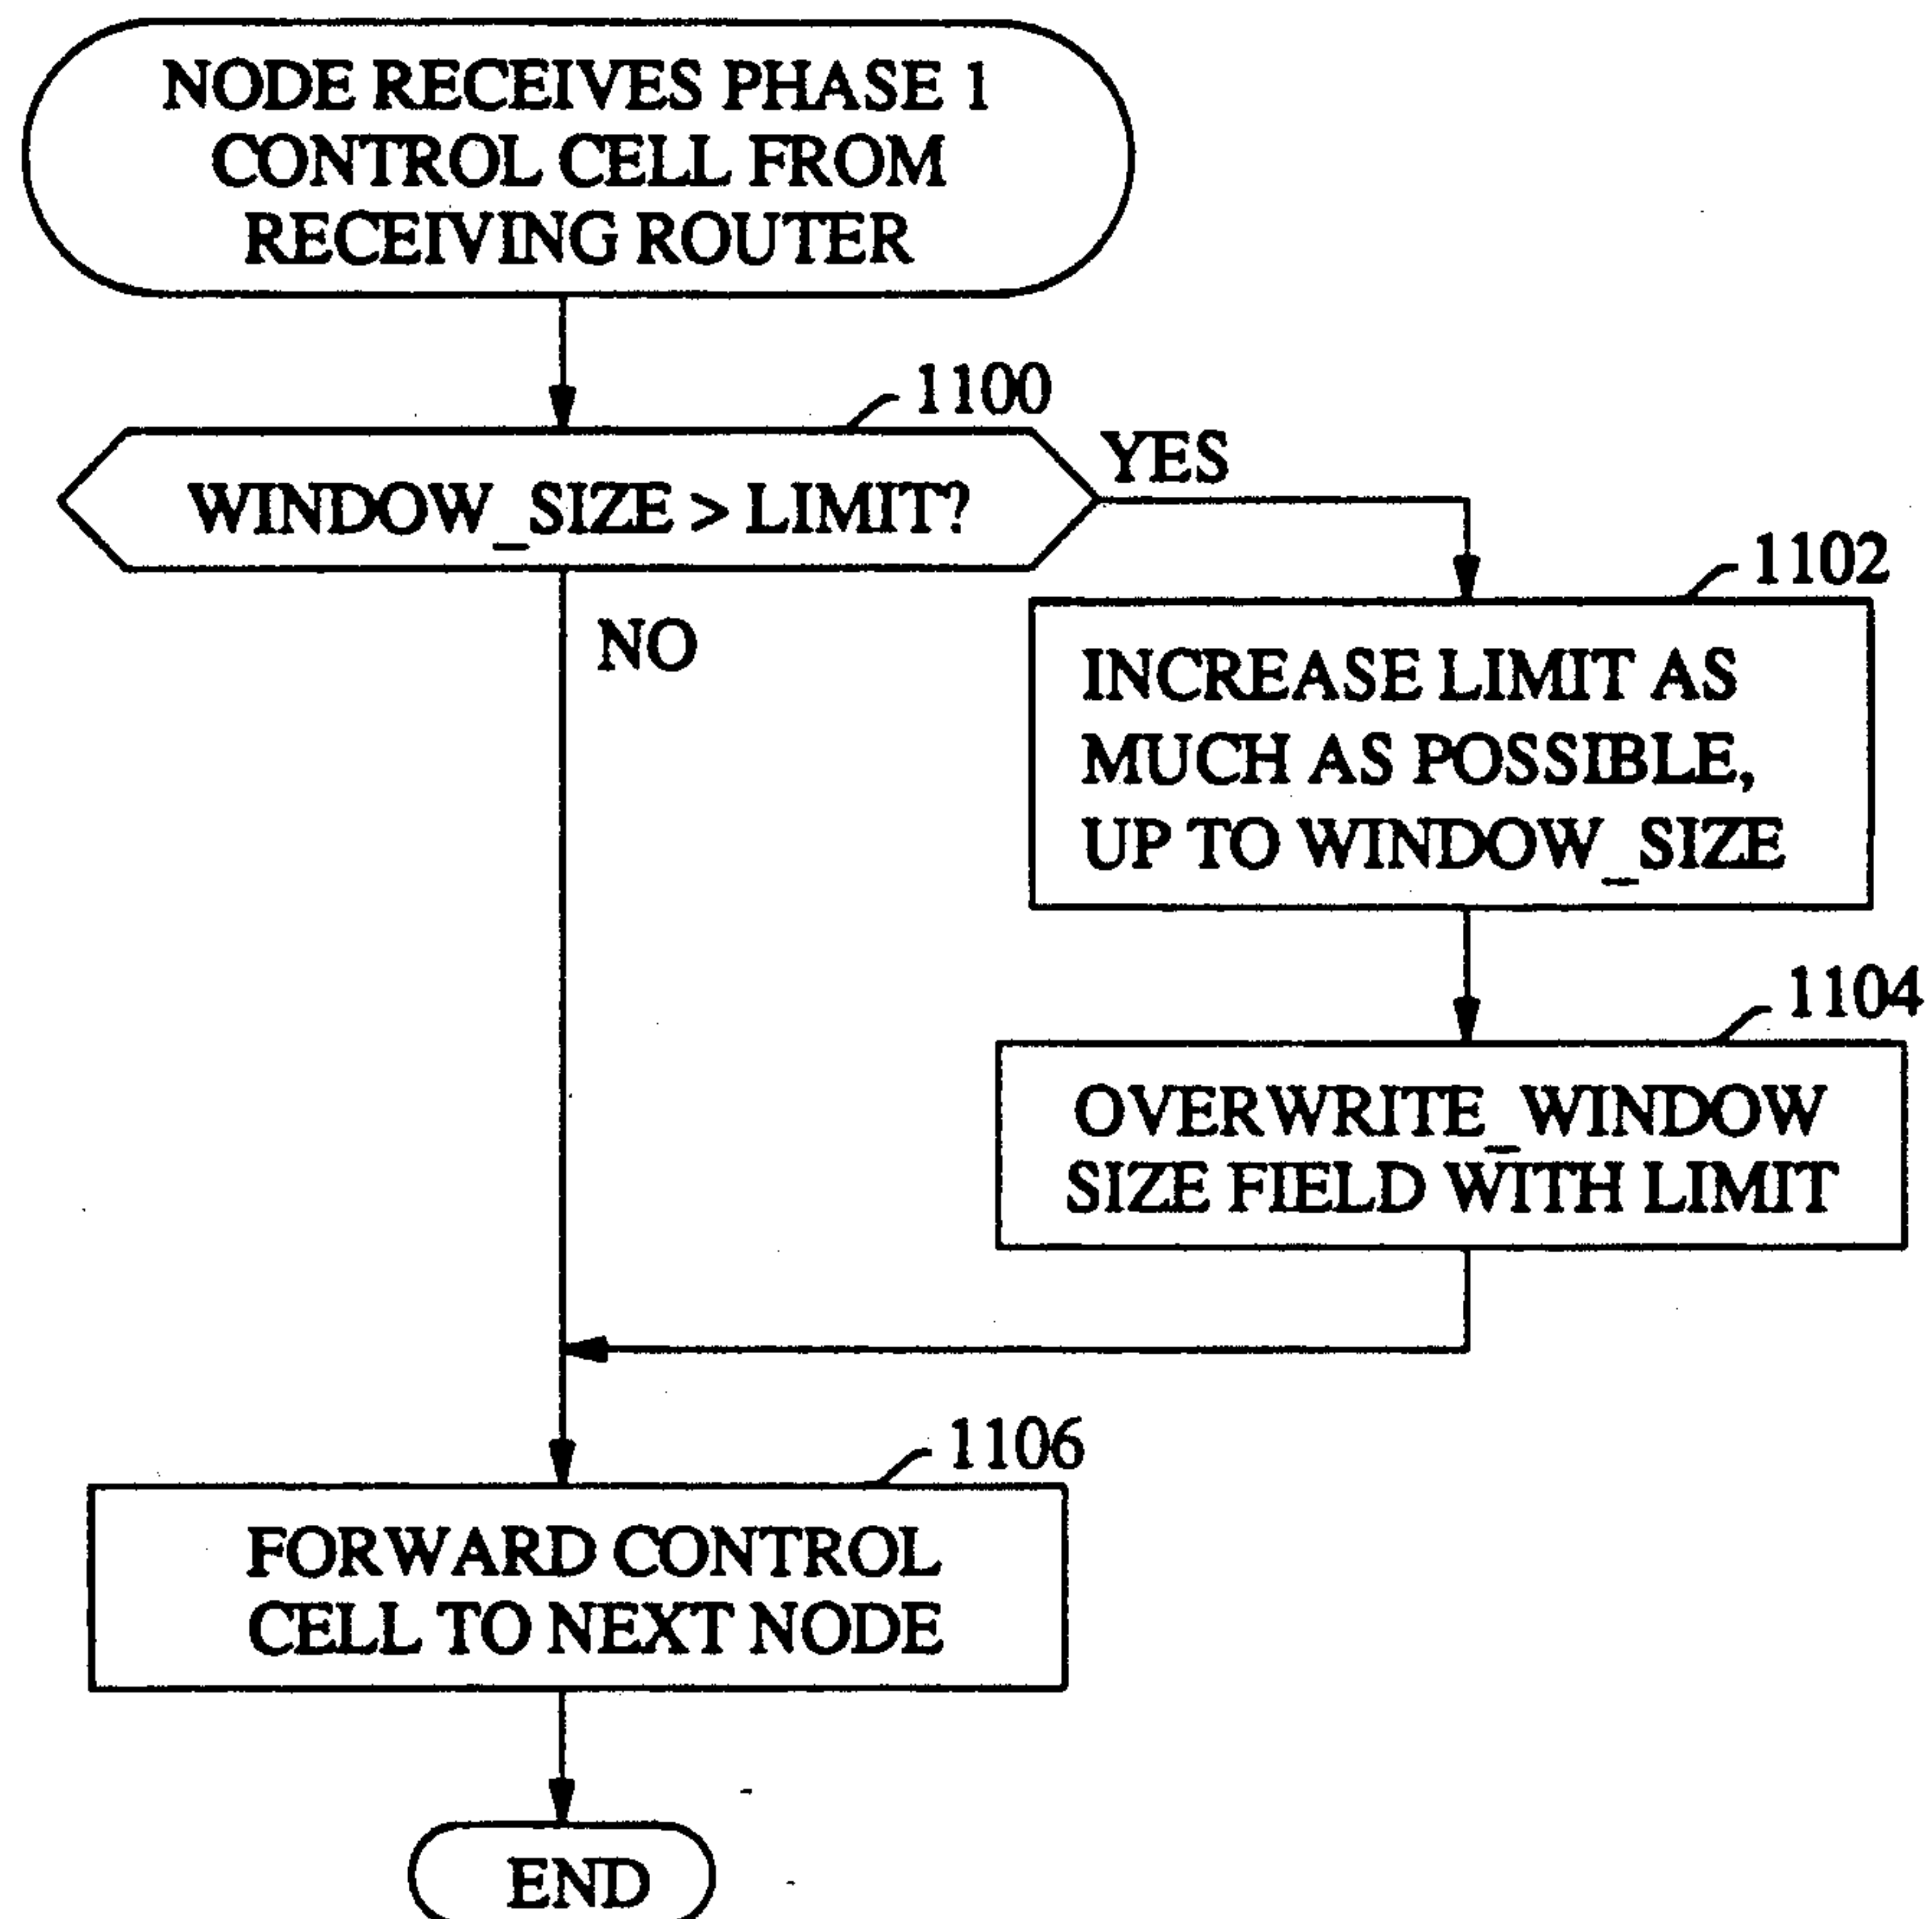 NODE RECEIVES PHASE 1
CONTROL CELL FROM
RECEIVING ROUTER
1100
WINDOW_SIZE > LIMIT?
YES
NO
1102
INCREASE LIMIT AS
MUCH AS POSSIBLE,
UP TO WINDOW_SIZE
1104
OVERWRITE_WINDOW
SIZE FIELD WITH LIMIT
1106
FORWARD CONTROL
CELL TO NEXT NODE
END